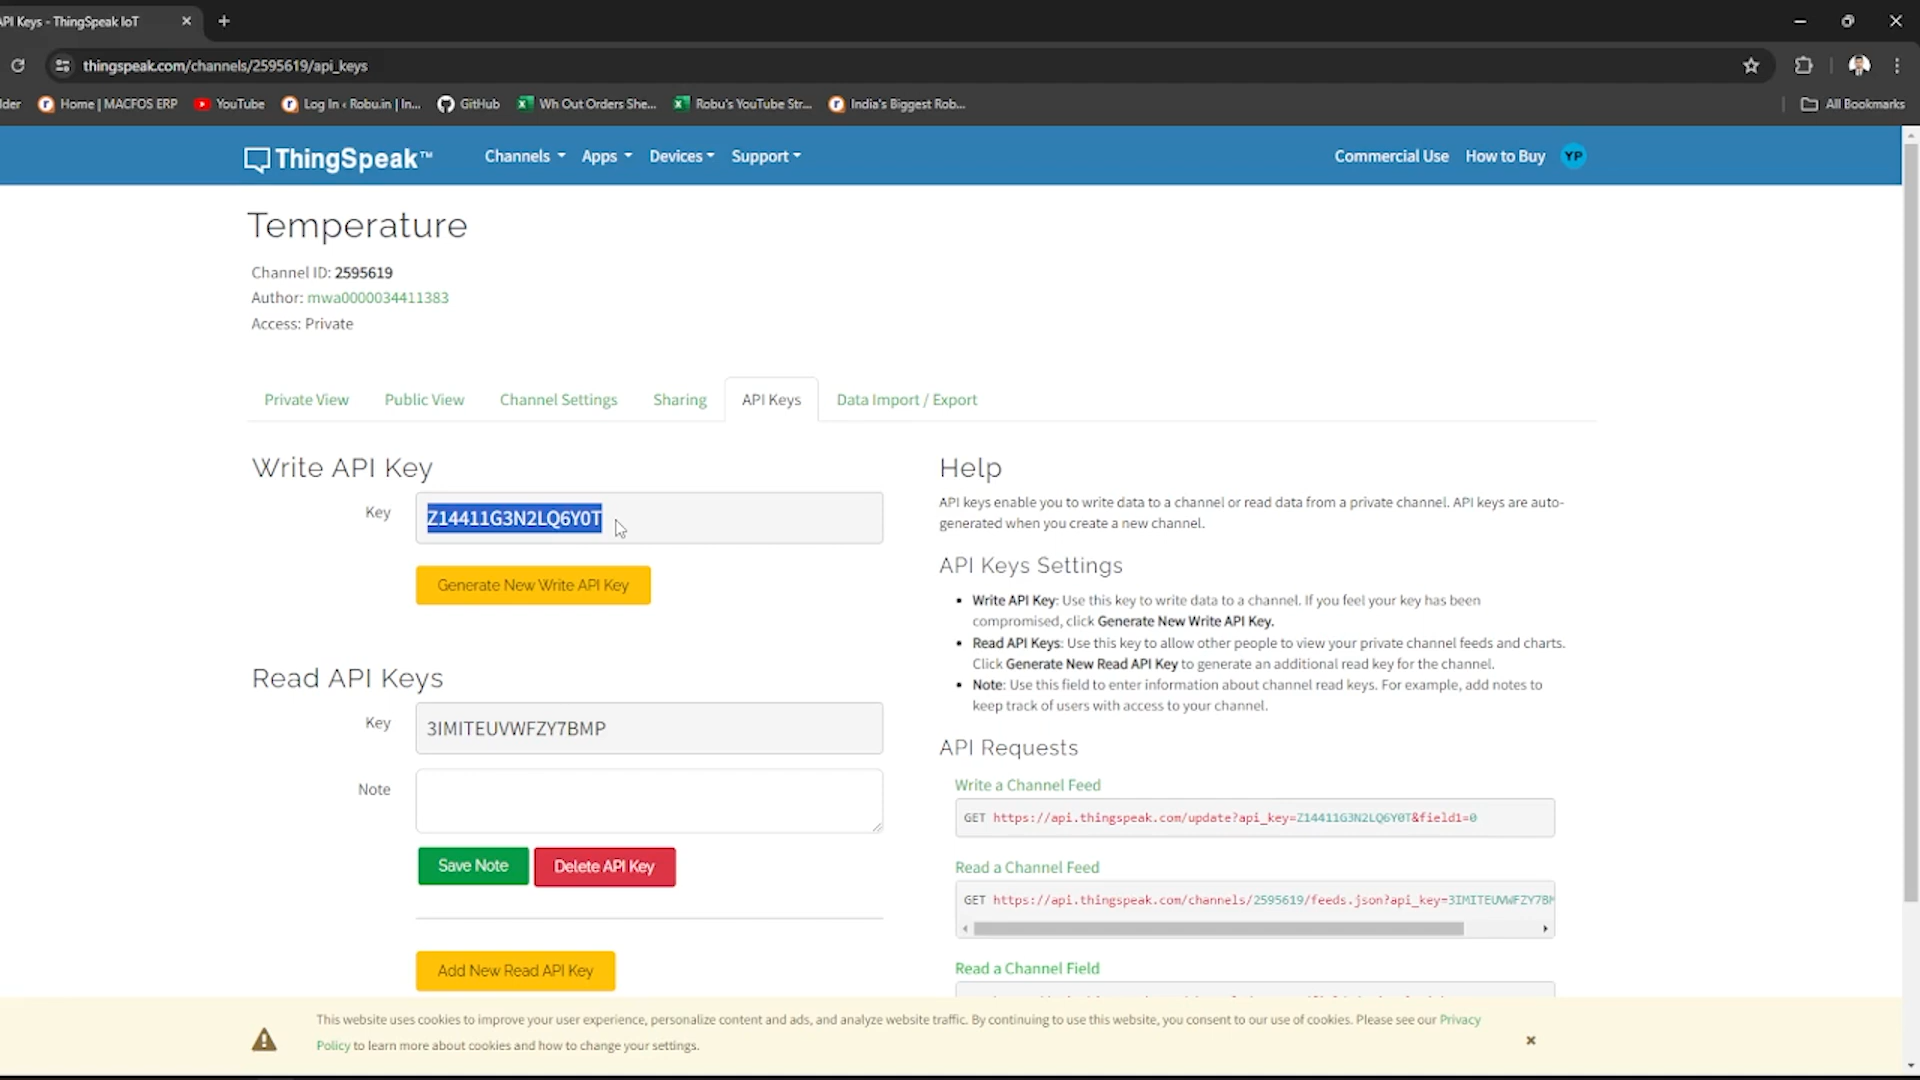 API Keys - ThingSpeak IoT
thingspeak.com/channels/2595619/api_keys
lder
Home | MACFOS ERP
YouTube
Log In ‹ Robu.in | In...
GitHub
Wh Out Orders She...
Robu's YouTube Str...
India's Biggest Rob...
All Bookmarks
ThingSpeak™
Channels
Apps
Devices
Support
Commercial Use
How to Buy
YP
Temperature
Channel ID: 2595619
Author: mwa0000034411383
Access: Private
Private View
Public View
Channel Settings
Sharing
API Keys
Data Import / Export
Write API Key
Key
Z14411G3N2LQ6Y0T
Generate New Write API Key
Read API Keys
Key
3IMITEUVWFZY7BMP
Note
Save Note
Delete API Key
Add New Read API Key
Help
API keys enable you to write data to a channel or read data from a private channel. API keys are auto-
generated when you create a new channel.
API Keys Settings
• Write API Key: Use this key to write data to a channel. If you feel your key has been
compromised, click Generate New Write API Key.
• Read API Keys: Use this key to allow other people to view your private channel feeds and charts.
Click Generate New Read API Key to generate an additional read key for the channel.
• Note: Use this field to enter information about channel read keys. For example, add notes to
keep track of users with access to your channel.
API Requests
Write a Channel Feed
GET https://api.thingspeak.com/update?api_key=Z14411G3N2LQ6Y0T&field1=0
Read a Channel Feed
GET https://api.thingspeak.com/channels/2595619/feeds.json?api_key=3IMITEUVWFZY7BM
Read a Channel Field
This website uses cookies to improve your user experience, personalize content and ads, and analyze website traffic. By continuing to use this website, you consent to our use of cookies. Please see our Privacy
Policy to learn more about cookies and how to change your settings.